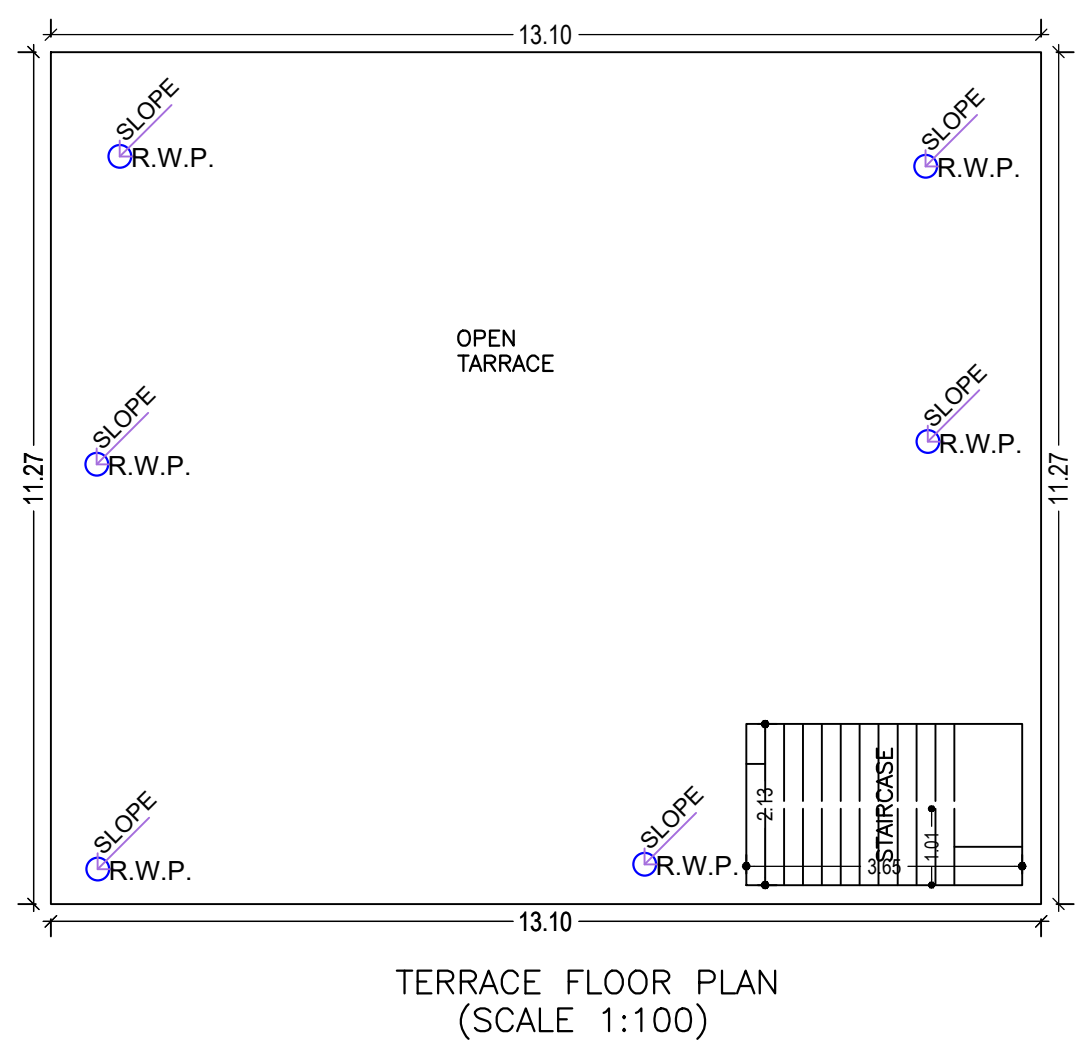 13.10
SLOPE
R.W.P.
SLOPE
R.W.P.
OPEN
TARRACE
SLOPE
R.W.P.
SLOPE
R.W.P.
11.27
11.27
STAIRCASE
2.13
1.01
3.65
SLOPE
R.W.P.
SLOPE
R.W.P.
13.10
TERRACE FLOOR PLAN
(SCALE 1:100)